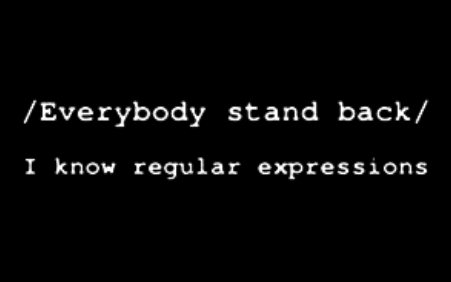 /Everybody stand back/
I know regular expressions